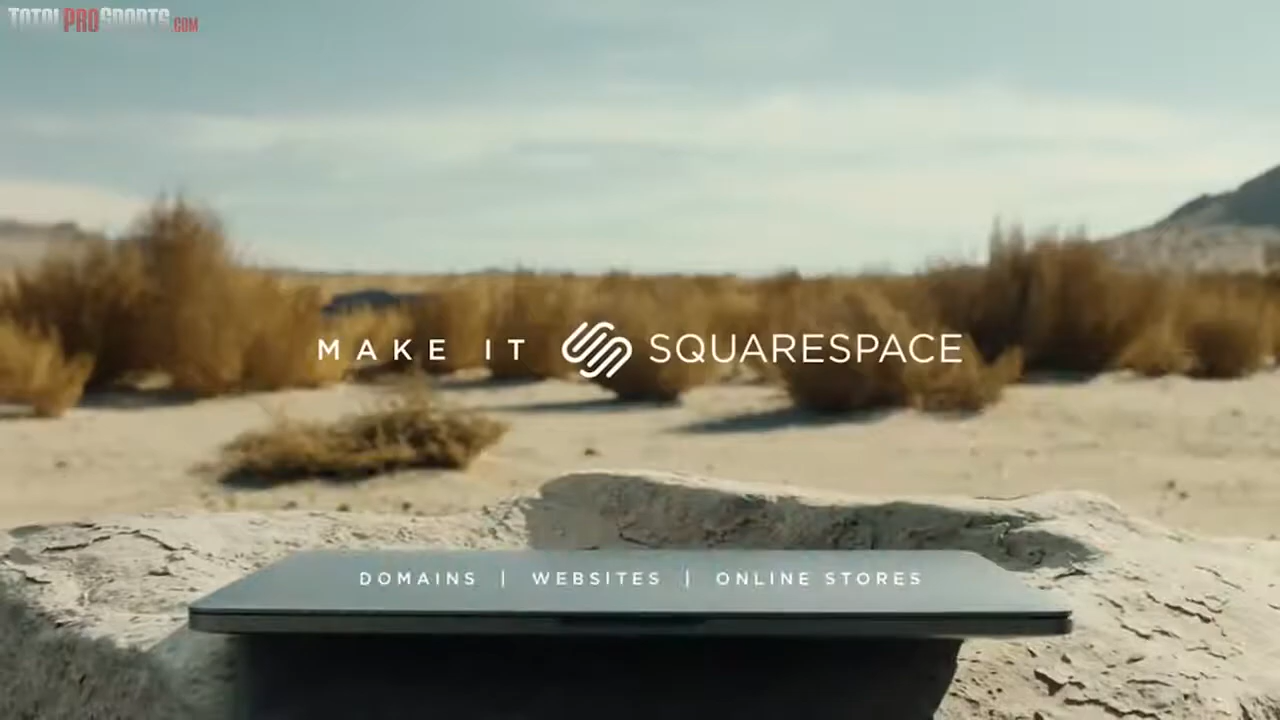 TOTALPROSPORTS.COM
MAKE IT SQUARESPACE
DOMAINS | WEBSITES | ONLINE STORES